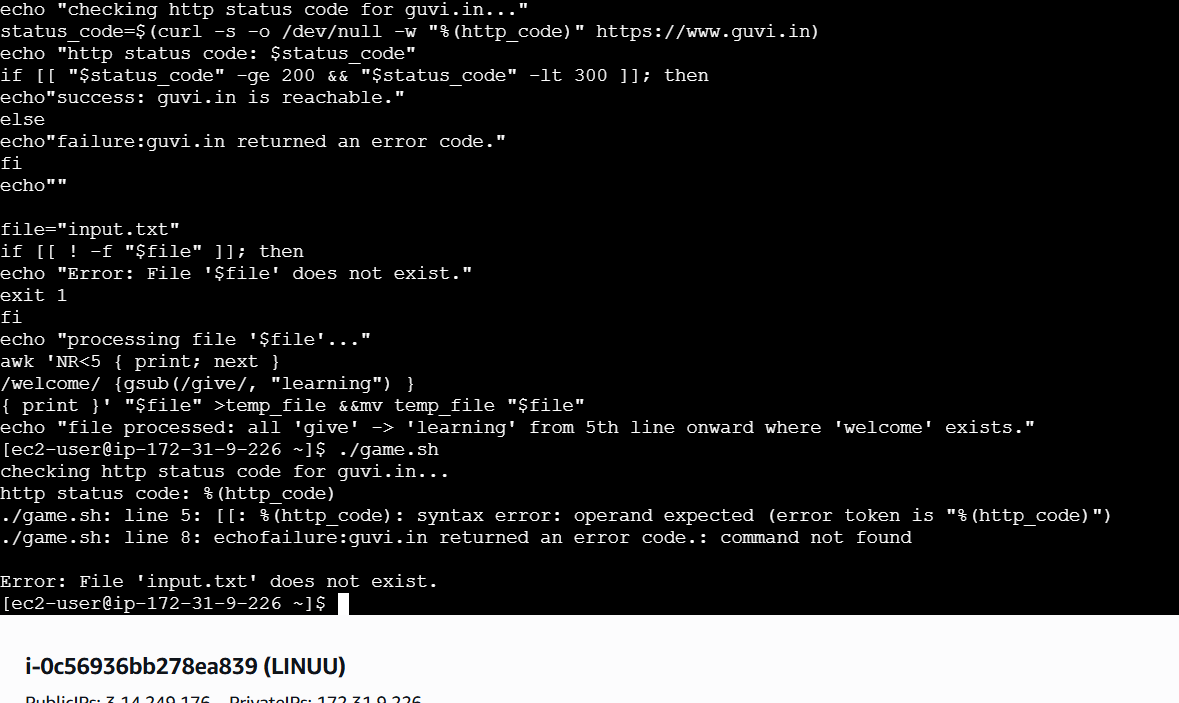 echo "checking http status code for guvi.in..."
status_code=$(curl -s -o /dev/null -w "%(http_code)" https://www.guvi.in)
echo "http status code: $status_code"
if [[ "$status_code" -ge 200 && "$status_code" -lt 300 ]]; then
echo"success: guvi.in is reachable."
else
echo"failure:guvi.in returned an error code."
fi
echo""
file="input.txt"
if [[ ! -f "$file" ]]; then
echo "Error: File '$file' does not exist."
exit 1
fi
echo "processing file '$file'..."
awk 'NR<5 { print; next }
/welcome/ {gsub(/give/, "learning") }
{ print }' "$file" >temp_file &&mv temp_file "$file"
echo "file processed: all 'give' -> 'learning' from 5th line onward where 'welcome' exists."
[ec2-user@ip-172-31-9-226 ~]$ ./game.sh
checking http status code for guvi.in...
http status code: %(http_code)
./game.sh: line 5: [[: %(http_code): syntax error: operand expected (error token is "%(http_code)")
./game.sh: line 8: echofailure:guvi.in returned an error code.: command not found
Error: File 'input.txt' does not exist.
[ec2-user@ip-172-31-9-226 ~]$
i-0c56936bb278ea839 (LINUU)
PublicIPs: 3.14.249.176 PrivateIPs: 172.31.9.226